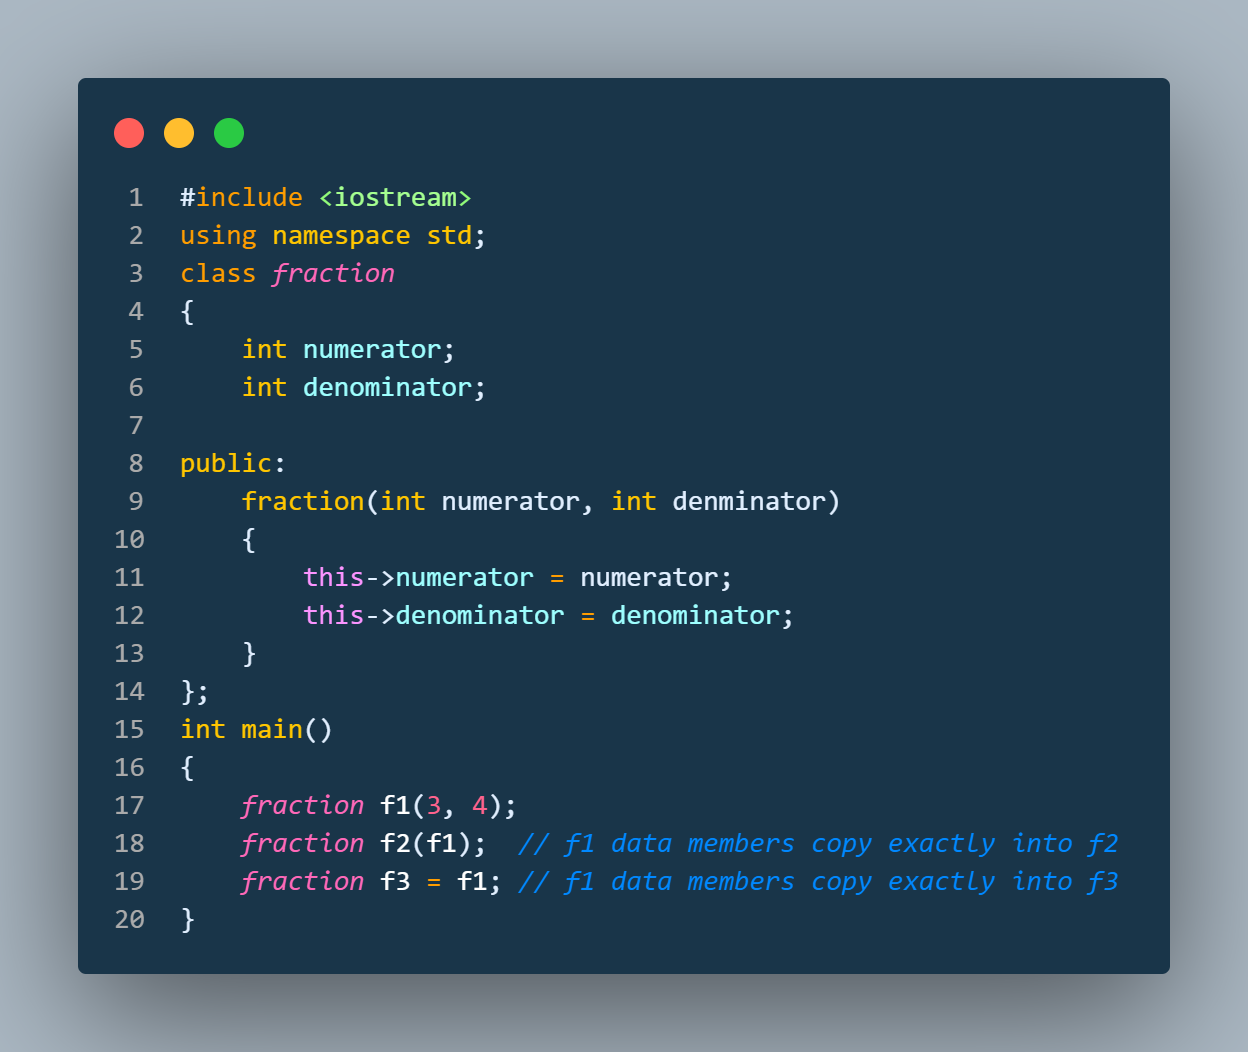 1 #include <iostream>
2 using namespace std;
3 class fraction
4 {
5     int numerator;
6     int denominator;
7
8 public:
9     fraction(int numerator, int denminator)
10     {
11         this->numerator = numerator;
12         this->denominator = denominator;
13     }
14 };
15 int main()
16 {
17     fraction f1(3, 4);
18     fraction f2(f1);  // f1 data members copy exactly into f2
19     fraction f3 = f1; // f1 data members copy exactly into f3
20 }